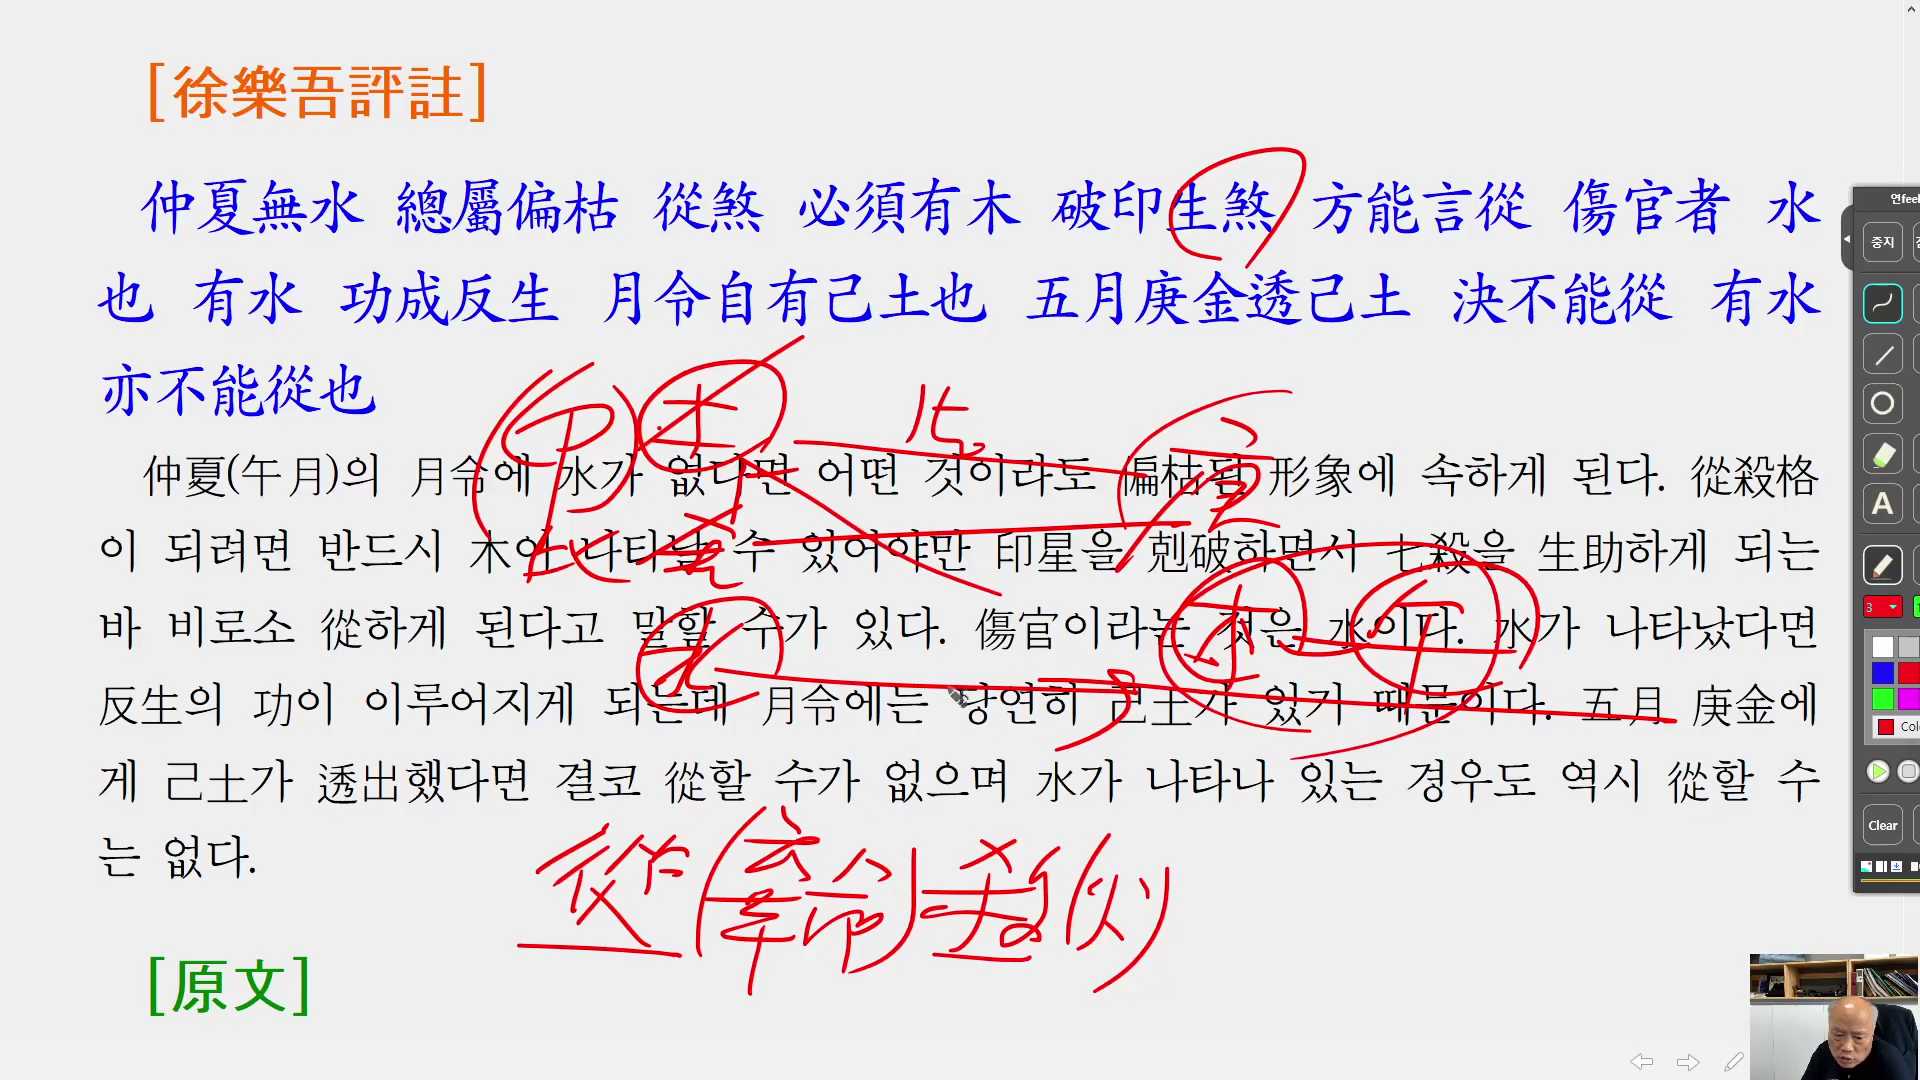 [徐樂吾評註]
仲夏無水 總屬偏枯 從煞 必須有木 破印生煞 方能言從 傷官者 水
也 有水 功成反生 月令自有己土也 五月庚金透己土 決不能從 有水
亦不能從也
仲夏(午月)의 月令에 水가 없다면 어떤 것이라도 偏枯된 形象에 속하게 된다. 從殺格
이 되려면 반드시 木이 나타날 수 있어야만 印星을 剋破하면서 七殺을 生助하게 되는
바 비로소 從하게 된다고 말할 수가 있다. 傷官이라는 것은 水이다. 水가 나타났다면
反生의 功이 이루어지게 되는데 月令에는 당연히 己土가 있기 때문이다. 五月 庚金에
게 己土가 透出했다면 결코 從할 수가 없으며 水가 나타나 있는 경우도 역시 從할 수
는 없다.
[原文]
연feel
중지
A
3
Clear